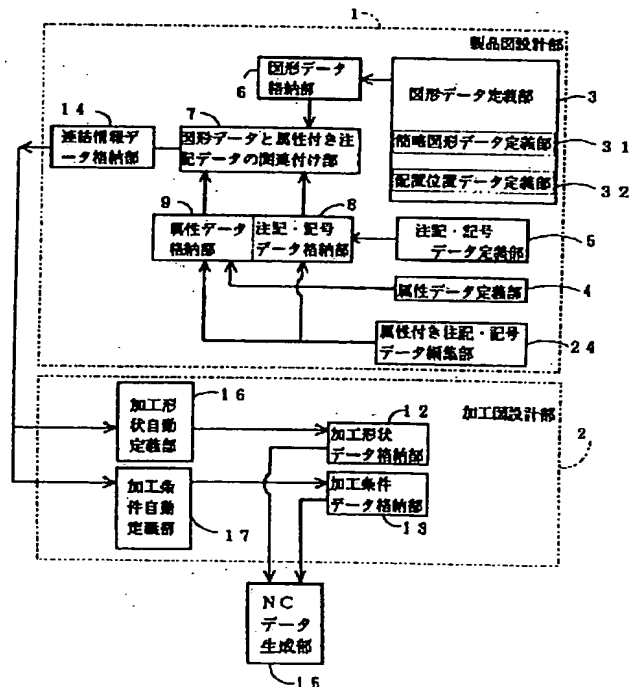 1
製品図設計部
図形データ
格納部
6
図形データ定義部
3
簡略図形データ定義部
31
配置位置データ定義部
32
14
連結情報デ
ータ格納部
7
図形データと属性付き注
記データの関連付け部
9
8
属性データ
格納部
注記・記号
データ格納部
注記・記号
データ定義部
5
属性データ定義部
4
属性付き注記・記号
データ編集部
24
加工図設計部
2
加工形
状自動
定義部
16
12
加工形状
データ格納部
加工条
件自動
定義部
17
加工条件
データ格納部
13
NC
データ
生成部
15